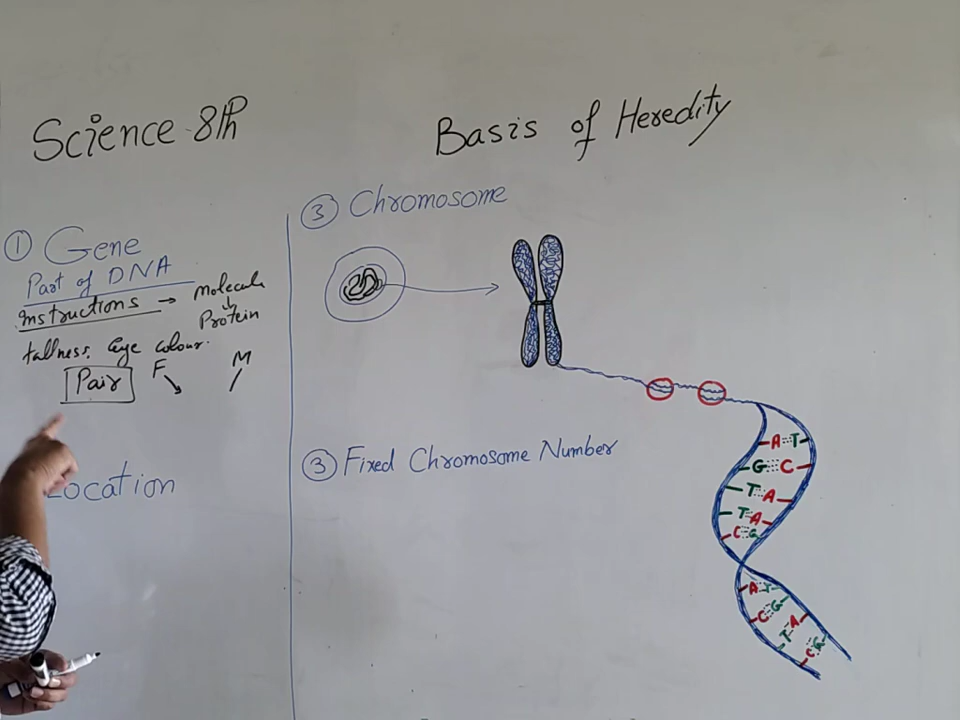 Science 8th
Basis of Heredity
① Gene
Part of DNA
instructions → Molecule
↓
Protein
tallness, Eye colour.
Pair F M
Location
③ Chromosome
③ Fixed Chromosome Number
A T
G C
T A
T A
C G
A T
C G
T A
C G